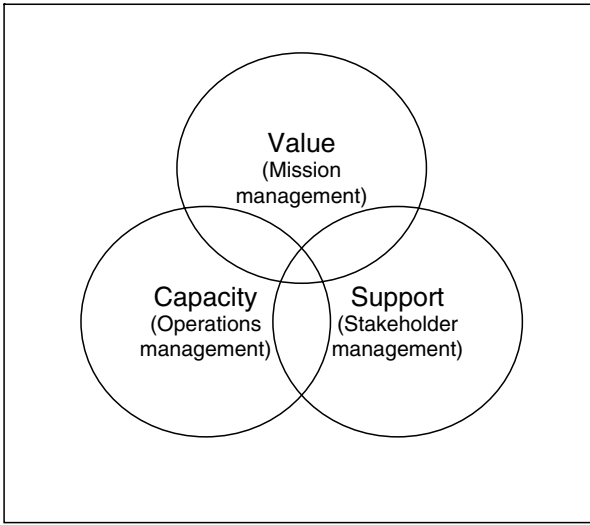 Value
(Mission
management)
Capacity
(Operations
management)
Support
(Stakeholder
management)